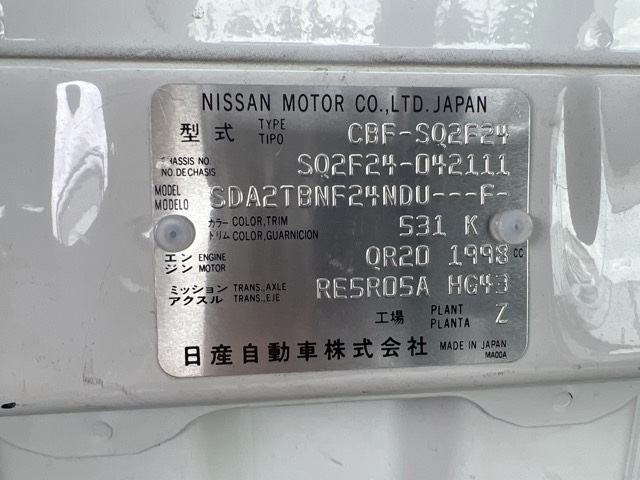 NISSAN MOTOR CO.,LTD. JAPAN
型式 TYPE TIPO CBF-SQ2F24
CHASSIS NO. NO DE CHASIS SQ2F24-042111
MODEL MODELO SDA2TBNF24NDU---F-
カラー COLOR,TRIM トリム COLOR,GUARNICION 531 K
エンジン ENGINE MOTOR QR20 1998 CC
ミッション TRANS.,AXLE アクスル TRANS.,EJE RE5R05A HG43
工場 PLANT PLANTA Z
日産自動車株式会社 MADE IN JAPAN
MA00A